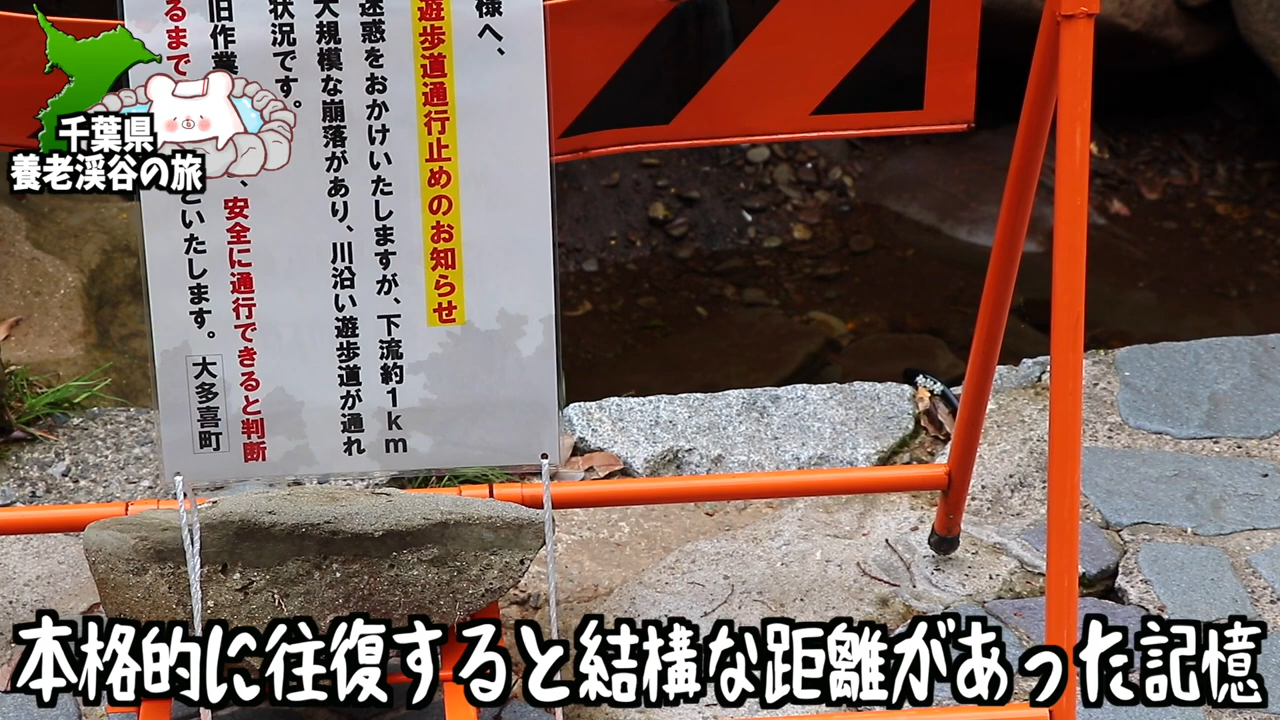 様へ、
遊歩道通行止めのお知らせ
迷惑をおかけいたしますが、下流約1km
大規模な崩落があり、川沿い遊歩道が通れ
状況です。
旧作業
、安全に通行できると判断
るまで
といたします。
大多喜町
千葉県
養老渓谷の旅
本格的に往復すると結構な距離があった記憶